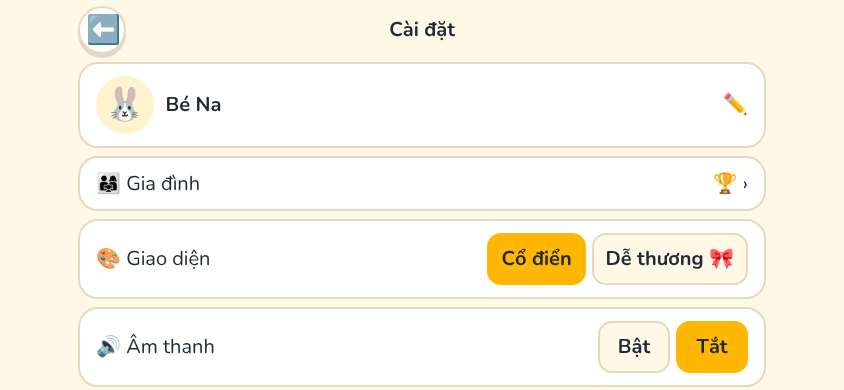 Cài đặt
Bé Na
Gia đình ›
Giao diện Cổ điển Dễ thương
Âm thanh Bật Tắt